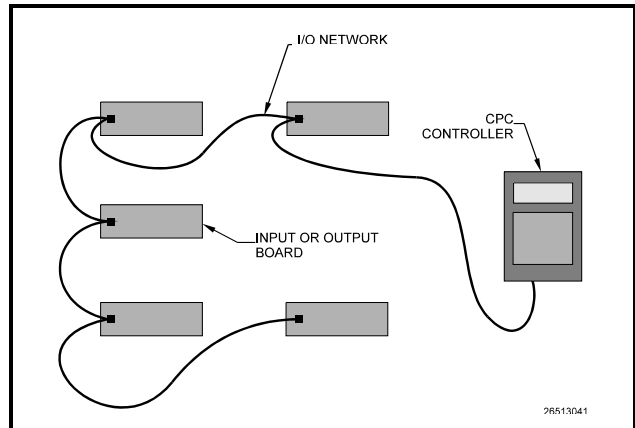 I/O NETWORK
CPC
CONTROLLER
INPUT OR OUTPUT
BOARD
26513041